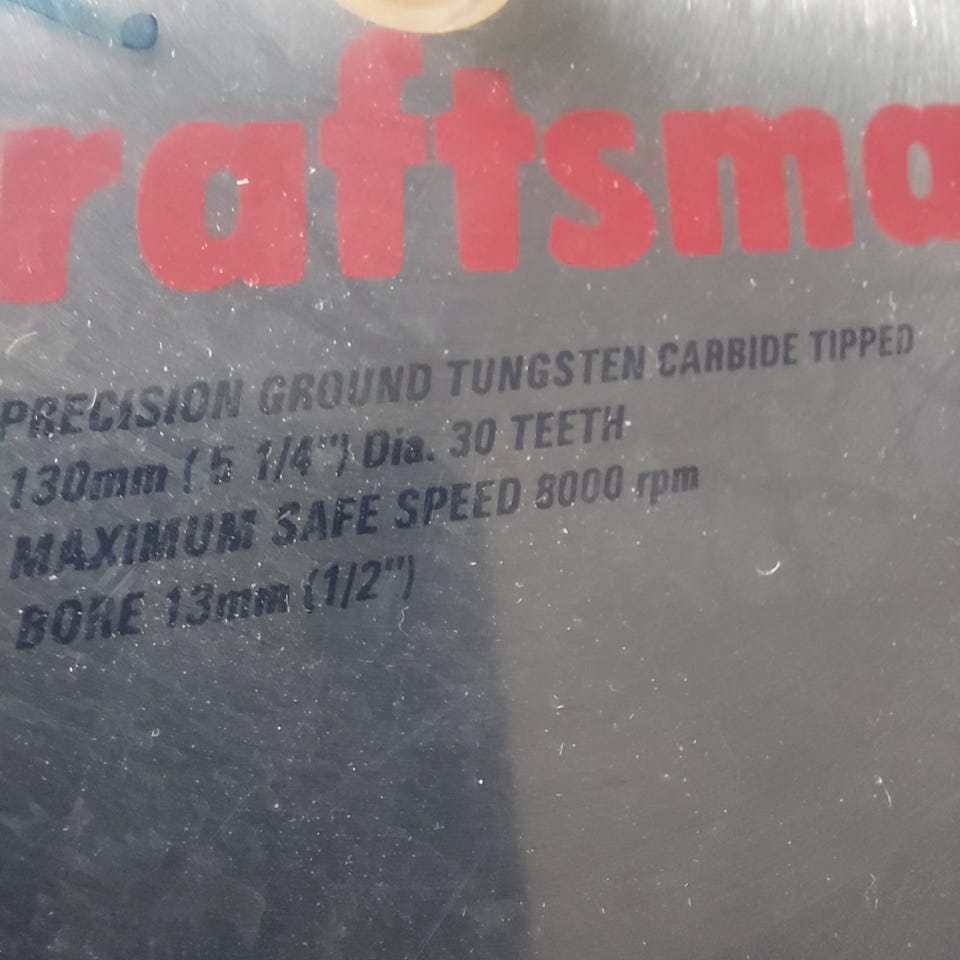 raftsma
PRECISION GROUND TUNGSTEN CARBIDE TIPPED
130mm ( 5 1/4") Dia. 30 TEETH
MAXIMUM SAFE SPEED 8000 rpm
BORE 13mm (1/2")